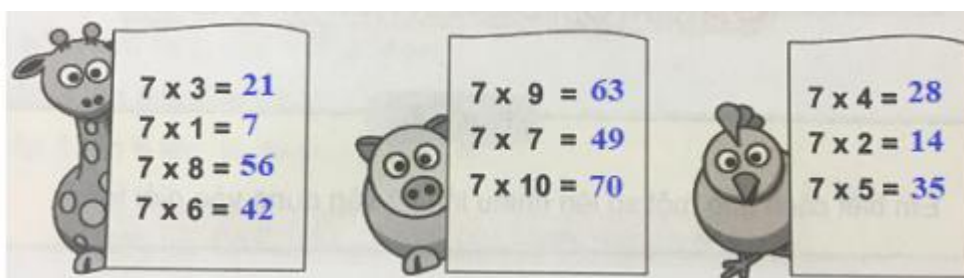 7 x 3 = 21
7 x 1 = 7
7 x 8 = 56
7 x 6 = 42
7 x 9 = 63
7 x 7 = 49
7 x 10 = 70
7 x 4 = 28
7 x 2 = 14
7 x 5 = 35